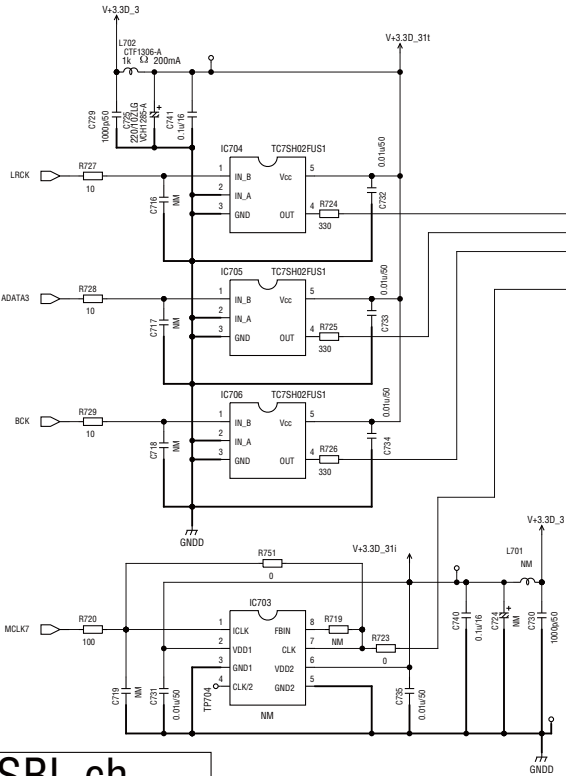 V+3.3D_3
L702
CTF1306-A
1k Ω 200mA
V+3.3D_31t
C729
1000p/50
C725
220/10ZLG
VCH1285-A
+
C741
0.1u/16
IC704 TC7SH02FUS1
0.01u/50
LRCK
R727
10
C716
NM
1 IN_B
2 IN_A
3 GND
Vcc 5
OUT 4
R724
330
C732
IC705 TC7SH02FUS1
0.01u/50
ADATA3
R728
10
C717
NM
1 IN_B
2 IN_A
3 GND
Vcc 5
OUT 4
R725
330
C733
IC706 TC7SH02FUS1
0.01u/50
BCK
R729
10
C718
NM
1 IN_B
2 IN_A
3 GND
Vcc 5
OUT 4
R726
330
C734
GNDD
R751
0
V+3.3D_31i
V+3.3D_3
L701
NM
IC703
MCLK7
R720
100
1 ICLK
2 VDD1
3 GND1
4 CLK/2
FBIN 8
CLK 7
VDD2 6
GND2 5
R719
NM
R723
0
C719
NM
C731
0.01u/50
TP704
NM
C735
0.01u/50
C740
0.1u/16
C724
NM
+
C730
1000p/50
GNDD
SBL ch